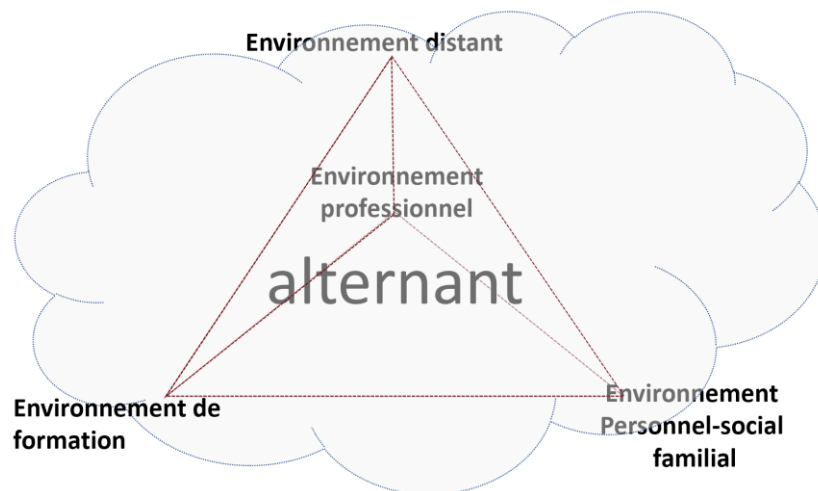 Environnement distant
Environnement
professionnel
alternant
Environnement de
formation
Environnement
Personnel-social
familial